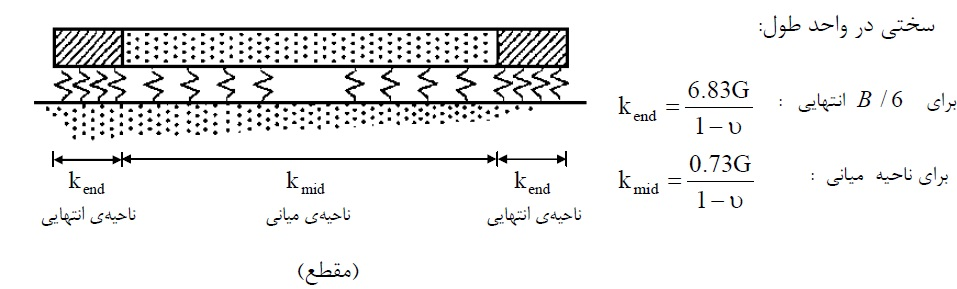 سختی در واحد طول:
برای B/6 انتهایی : k_end = 6.83G / (1 − υ)
برای ناحیه میانی : k_mid = 0.73G / (1 − υ)
k_end k_mid k_end
ناحیه‌ی انتهایی ناحیه‌ی میانی ناحیه‌ی انتهایی
(مقطع)